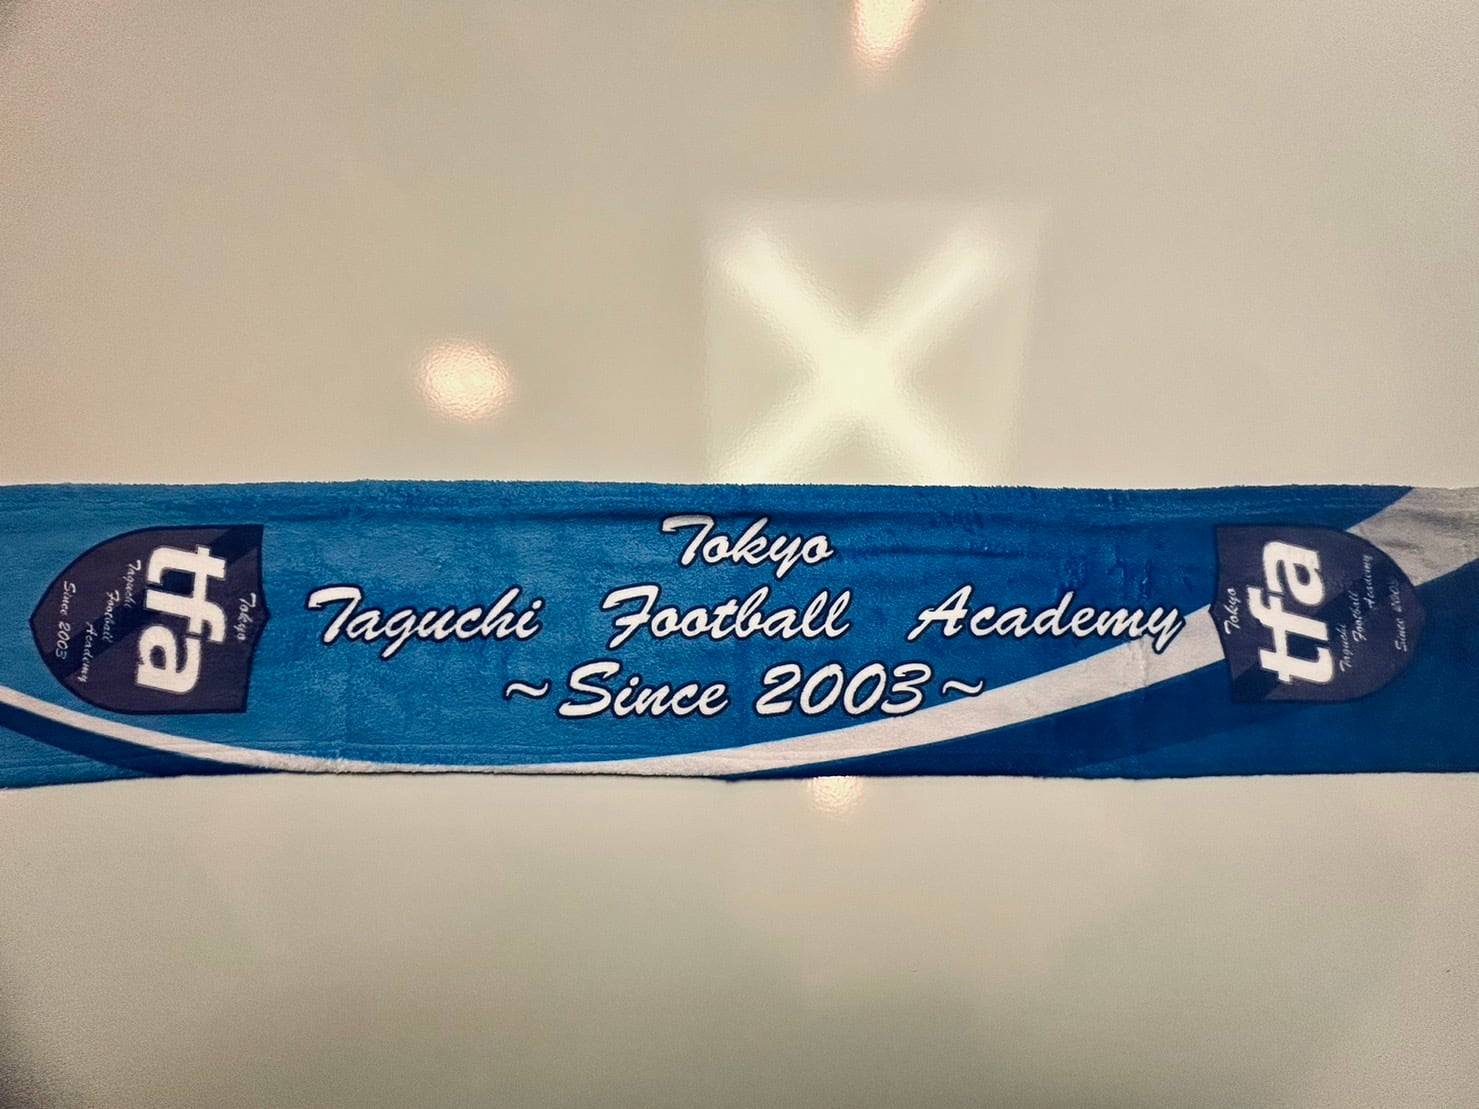 Tokyo
Taguchi Football Academy
~Since 2003~
Tokyo
tfa
Taguchi
Football
Academy
Since 2003
Tokyo
tfa
Taguchi
Football
Academy
Since 2003